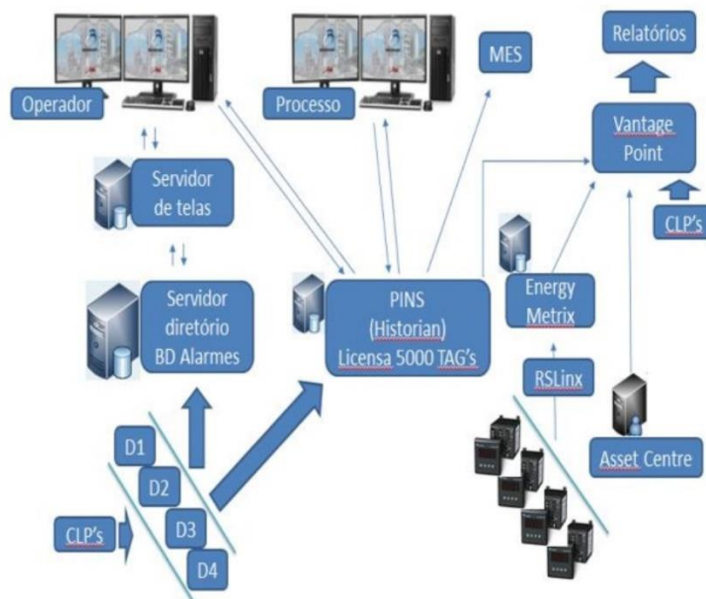 Operador
Processo
MES
Relatórios
Vantage
Point
CLP's
Servidor
de telas
Servidor
diretório
BD Alarmes
PINS
(Historian)
Licensa 5000 TAG's
Energy
Metrix
RSLinx
Asset Centre
D1
D2
D3
D4
CLP's